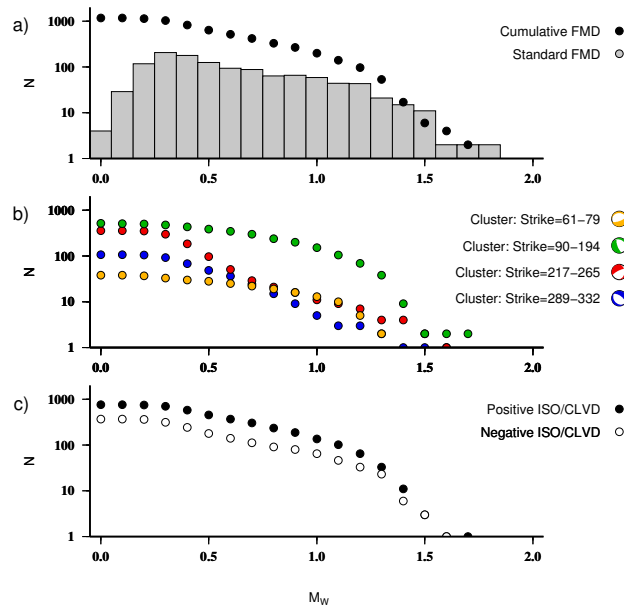 a)
1000
100
10
1
N
Cumulative FMD
Standard FMD
0.0 0.5 1.0 1.5 2.0
b)
1000
100
10
1
N
Cluster: Strike=61−79
Cluster: Strike=90−194
Cluster: Strike=217−265
Cluster: Strike=289−332
0.0 0.5 1.0 1.5 2.0
c)
1000
100
10
1
N
Positive ISO/CLVD
Negative ISO/CLVD
0.0 0.5 1.0 1.5 2.0
MW